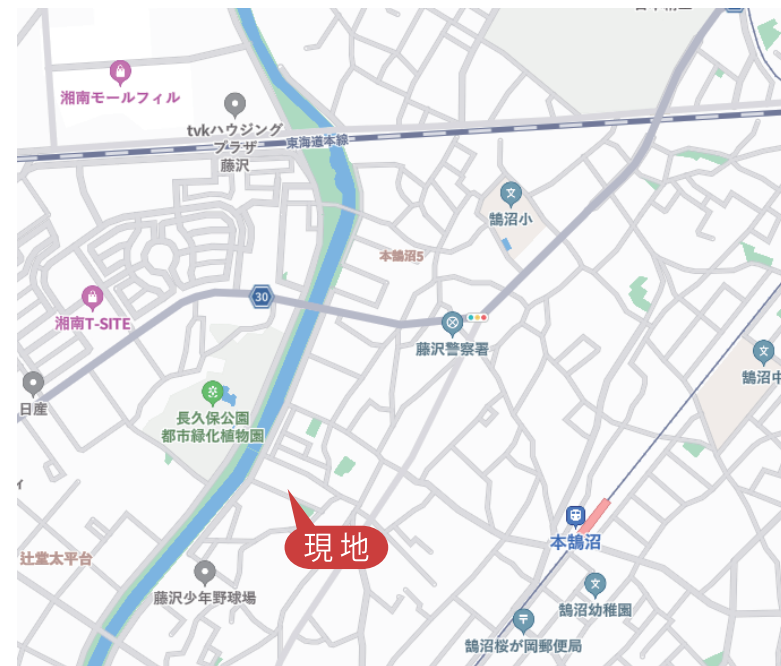 湘南モールフィル
tvkハウジング
プラザ
藤沢
東海道本線
文
鵠沼小
本鵠沼5
30
湘南T-SITE
藤沢警察署
文
鵠沼中
日産
長久保公園
都市緑化植物園
本鵠沼
現地
辻堂太平台
藤沢少年野球場
文
鵠沼幼稚園
〒
鵠沼桜が岡郵便局